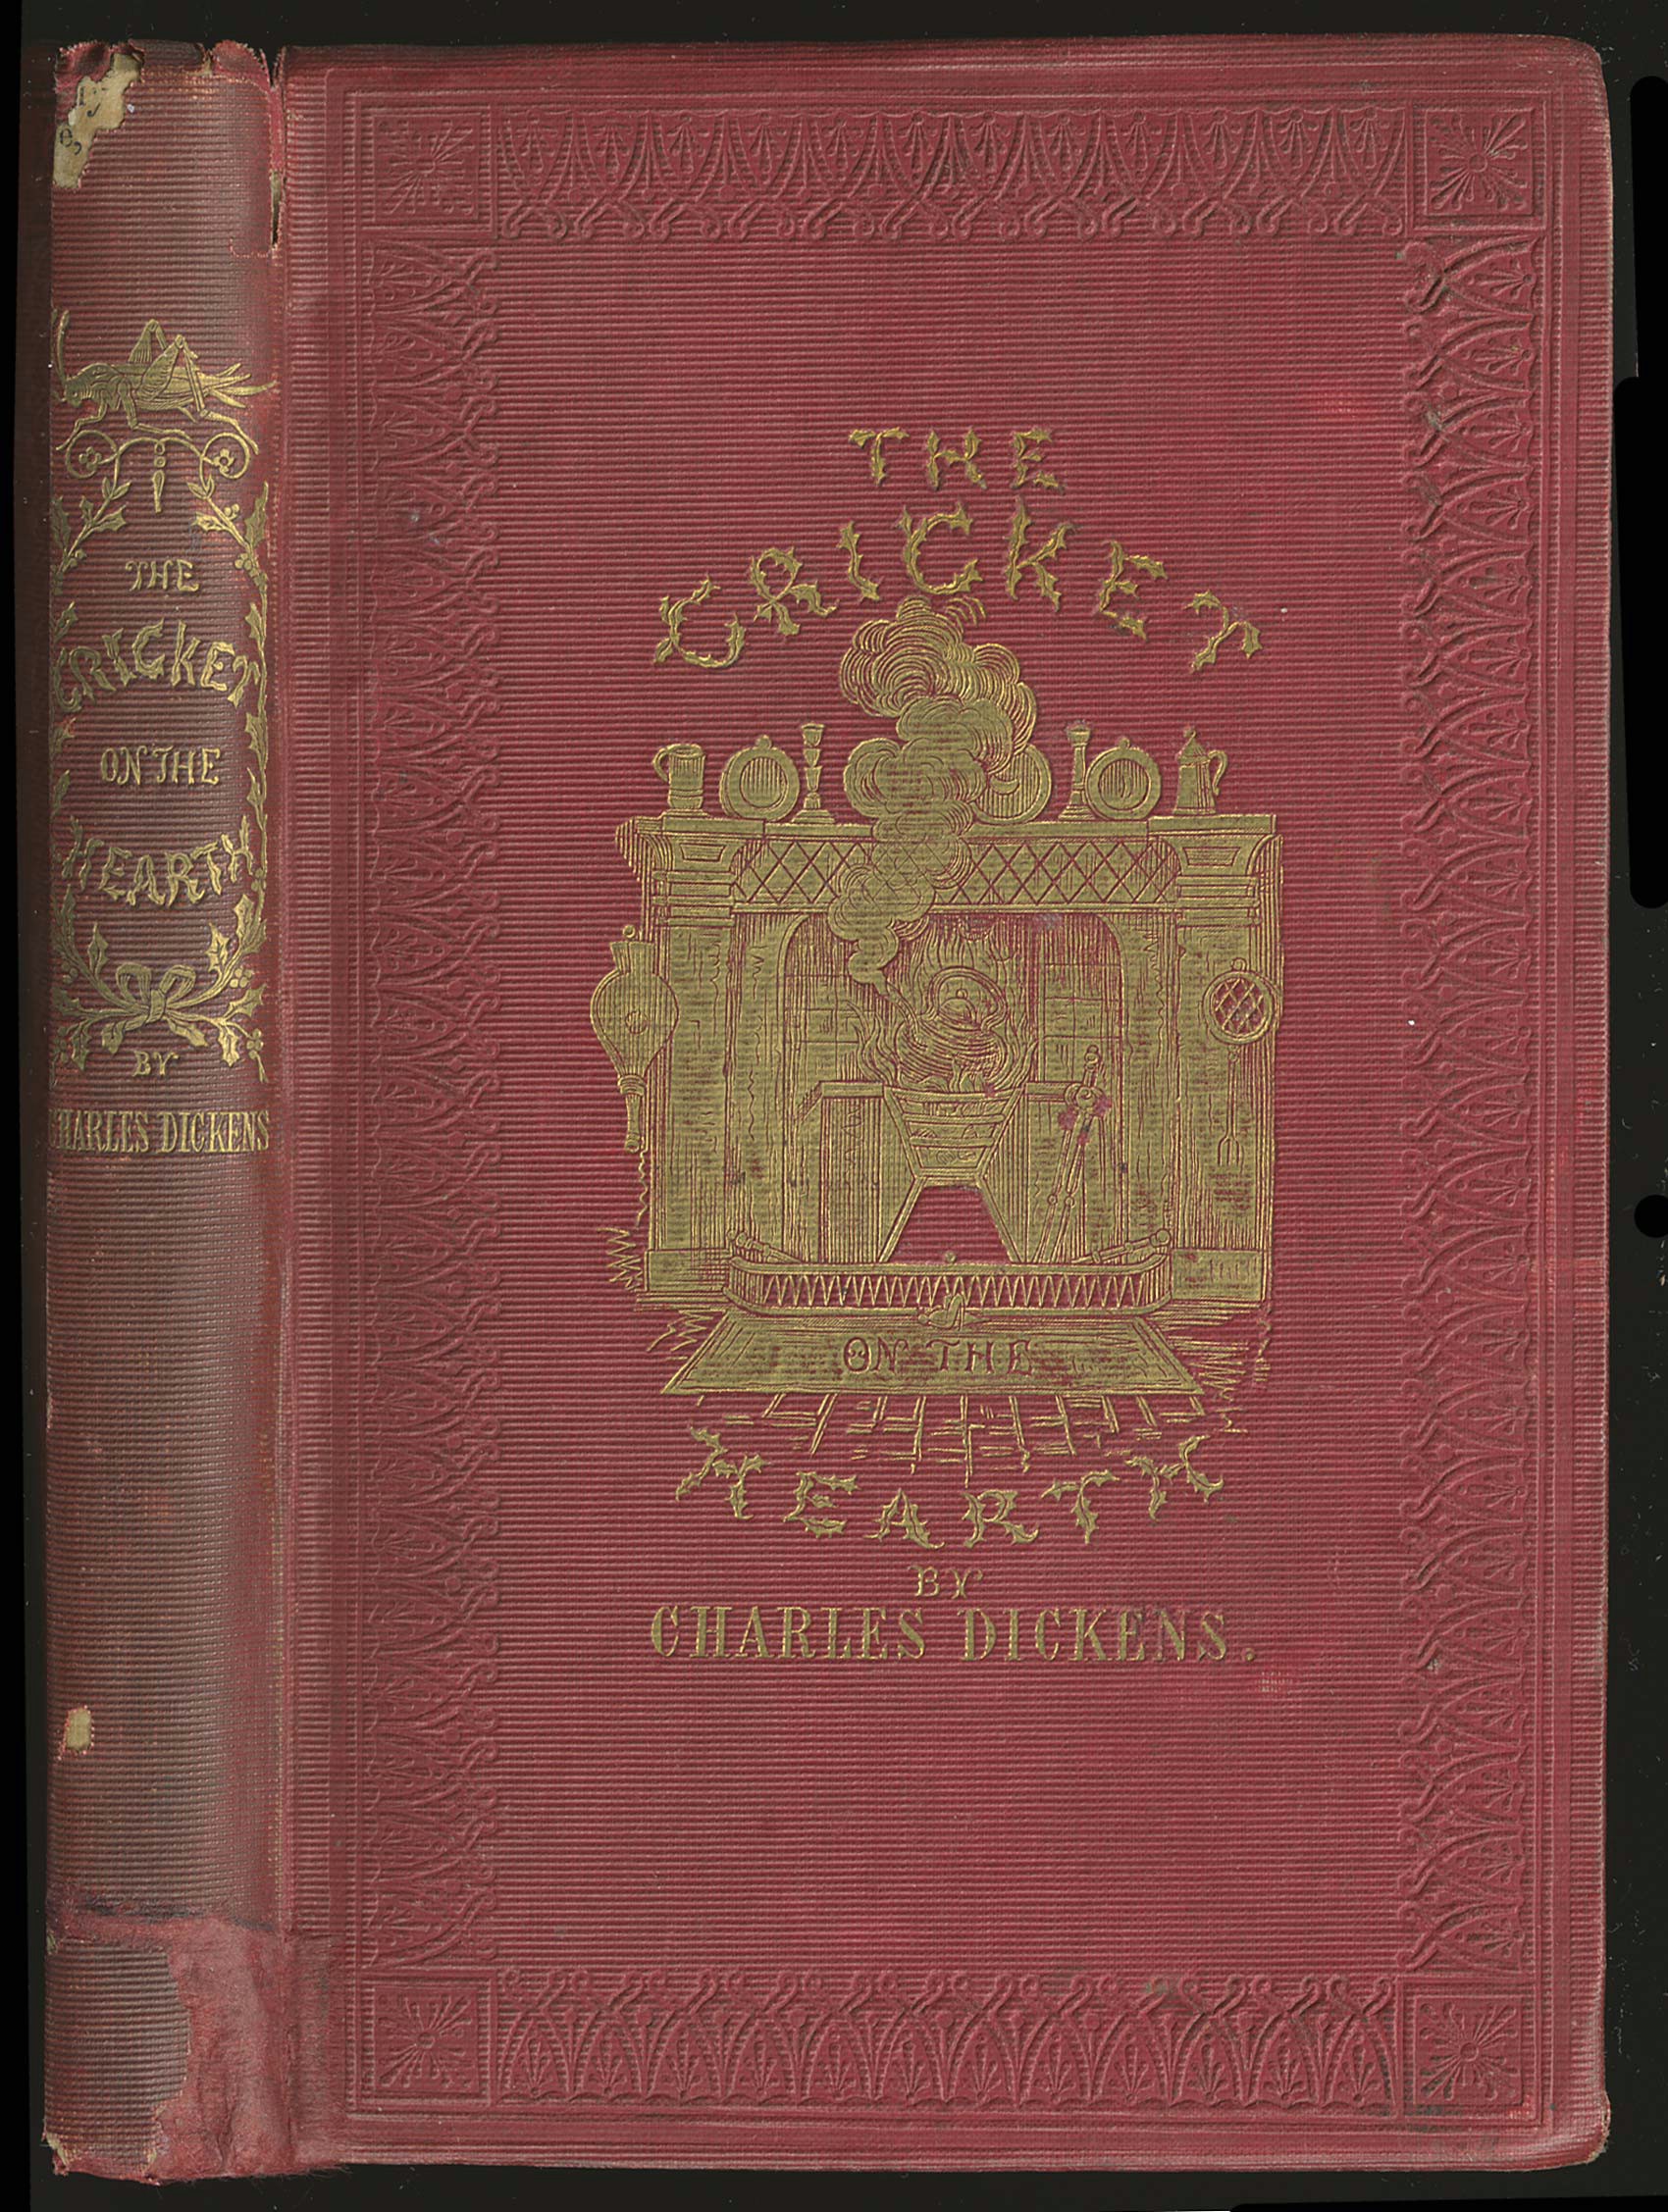 THE
CRICKET
ON THE
HEARTH
BY
CHARLES DICKENS
THE
CRICKET
ON THE
HEARTH
BY
CHARLES DICKENS.